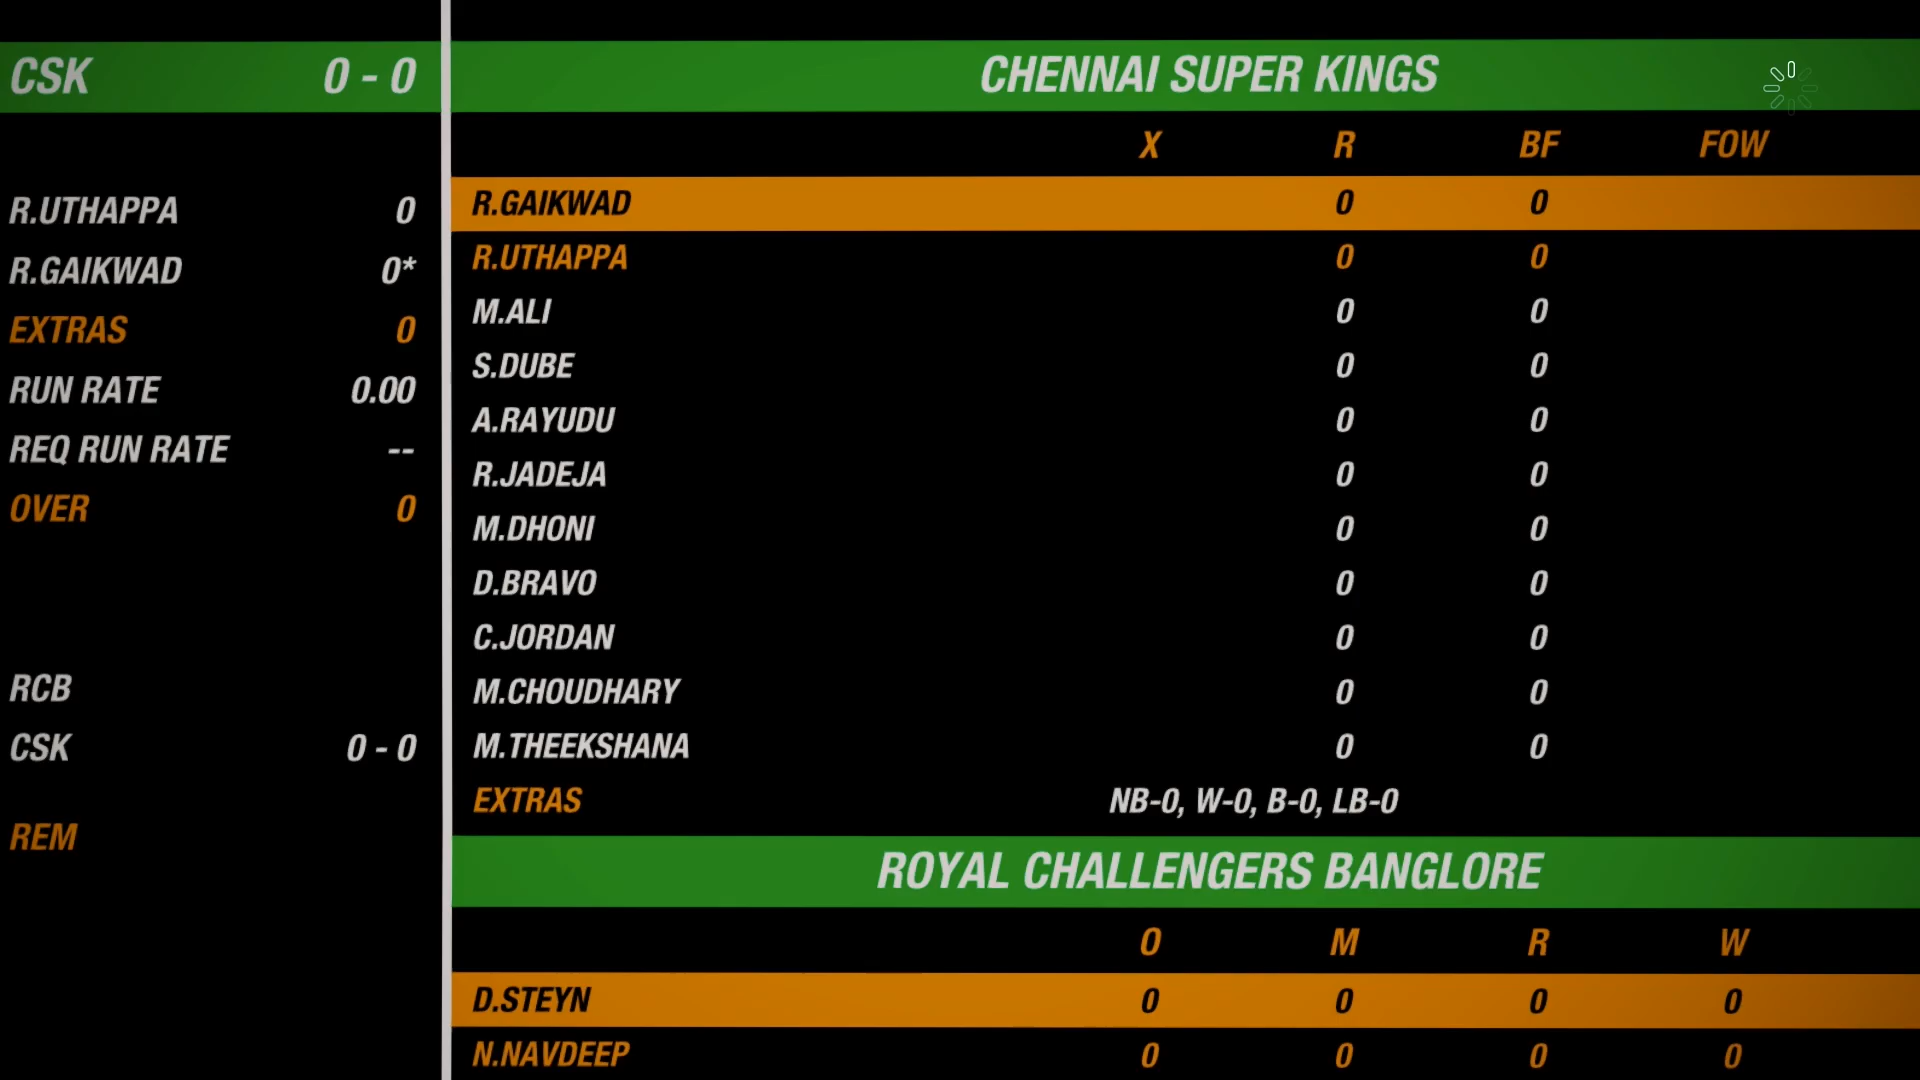 CSK 0 - 0
R.UTHAPPA 0
R.GAIKWAD 0*
EXTRAS 0
RUN RATE 0.00
REQ RUN RATE --
OVER 0
RCB
CSK 0 - 0
REM
CHENNAI SUPER KINGS
X R BF FOW
R.GAIKWAD 0 0
R.UTHAPPA 0 0
M.ALI 0 0
S.DUBE 0 0
A.RAYUDU 0 0
R.JADEJA 0 0
M.DHONI 0 0
D.BRAVO 0 0
C.JORDAN 0 0
M.CHOUDHARY 0 0
M.THEEKSHANA 0 0
EXTRAS NB-0, W-0, B-0, LB-0
ROYAL CHALLENGERS BANGLORE
O M R W
D.STEYN 0 0 0 0
N.NAVDEEP 0 0 0 0